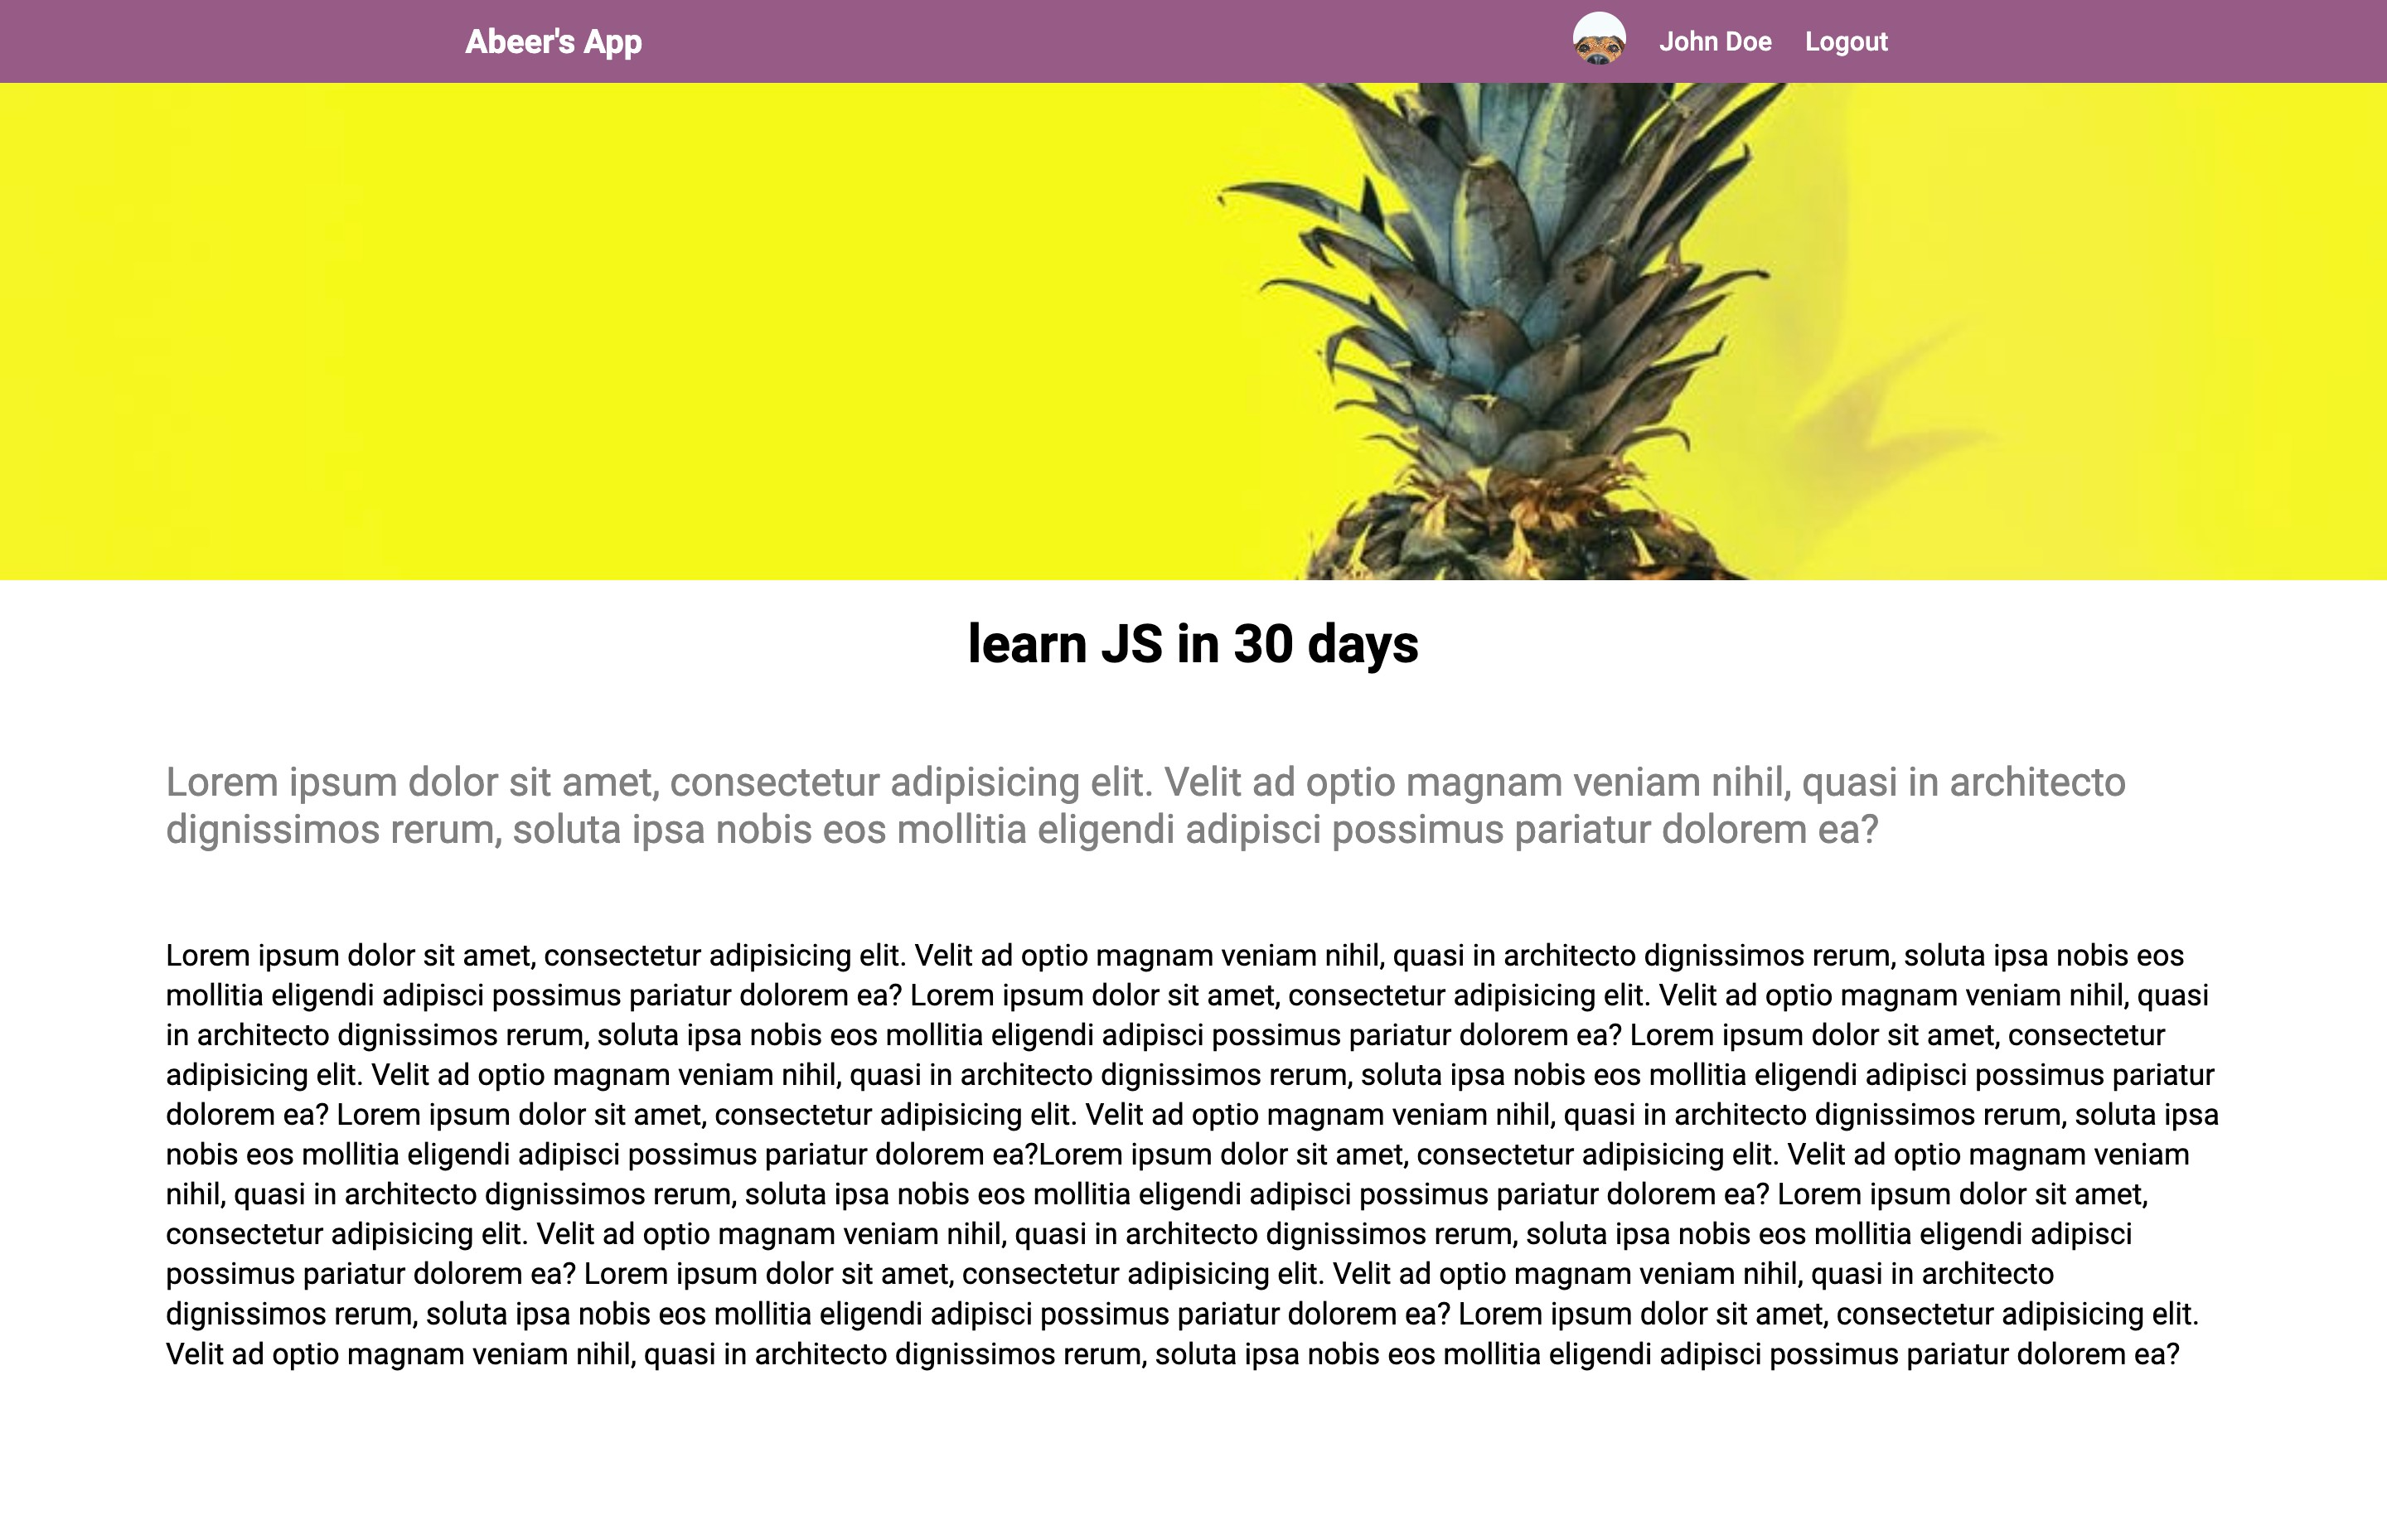 Abeer's App
John Doe
Logout
learn JS in 30 days
Lorem ipsum dolor sit amet, consectetur adipisicing elit. Velit ad optio magnam veniam nihil, quasi in architecto
dignissimos rerum, soluta ipsa nobis eos mollitia eligendi adipisci possimus pariatur dolorem ea?
Lorem ipsum dolor sit amet, consectetur adipisicing elit. Velit ad optio magnam veniam nihil, quasi in architecto dignissimos rerum, soluta ipsa nobis eos
mollitia eligendi adipisci possimus pariatur dolorem ea? Lorem ipsum dolor sit amet, consectetur adipisicing elit. Velit ad optio magnam veniam nihil, quasi
in architecto dignissimos rerum, soluta ipsa nobis eos mollitia eligendi adipisci possimus pariatur dolorem ea? Lorem ipsum dolor sit amet, consectetur
adipisicing elit. Velit ad optio magnam veniam nihil, quasi in architecto dignissimos rerum, soluta ipsa nobis eos mollitia eligendi adipisci possimus pariatur
dolorem ea? Lorem ipsum dolor sit amet, consectetur adipisicing elit. Velit ad optio magnam veniam nihil, quasi in architecto dignissimos rerum, soluta ipsa
nobis eos mollitia eligendi adipisci possimus pariatur dolorem ea?Lorem ipsum dolor sit amet, consectetur adipisicing elit. Velit ad optio magnam veniam
nihil, quasi in architecto dignissimos rerum, soluta ipsa nobis eos mollitia eligendi adipisci possimus pariatur dolorem ea? Lorem ipsum dolor sit amet,
consectetur adipisicing elit. Velit ad optio magnam veniam nihil, quasi in architecto dignissimos rerum, soluta ipsa nobis eos mollitia eligendi adipisci
possimus pariatur dolorem ea? Lorem ipsum dolor sit amet, consectetur adipisicing elit. Velit ad optio magnam veniam nihil, quasi in architecto
dignissimos rerum, soluta ipsa nobis eos mollitia eligendi adipisci possimus pariatur dolorem ea? Lorem ipsum dolor sit amet, consectetur adipisicing elit.
Velit ad optio magnam veniam nihil, quasi in architecto dignissimos rerum, soluta ipsa nobis eos mollitia eligendi adipisci possimus pariatur dolorem ea?